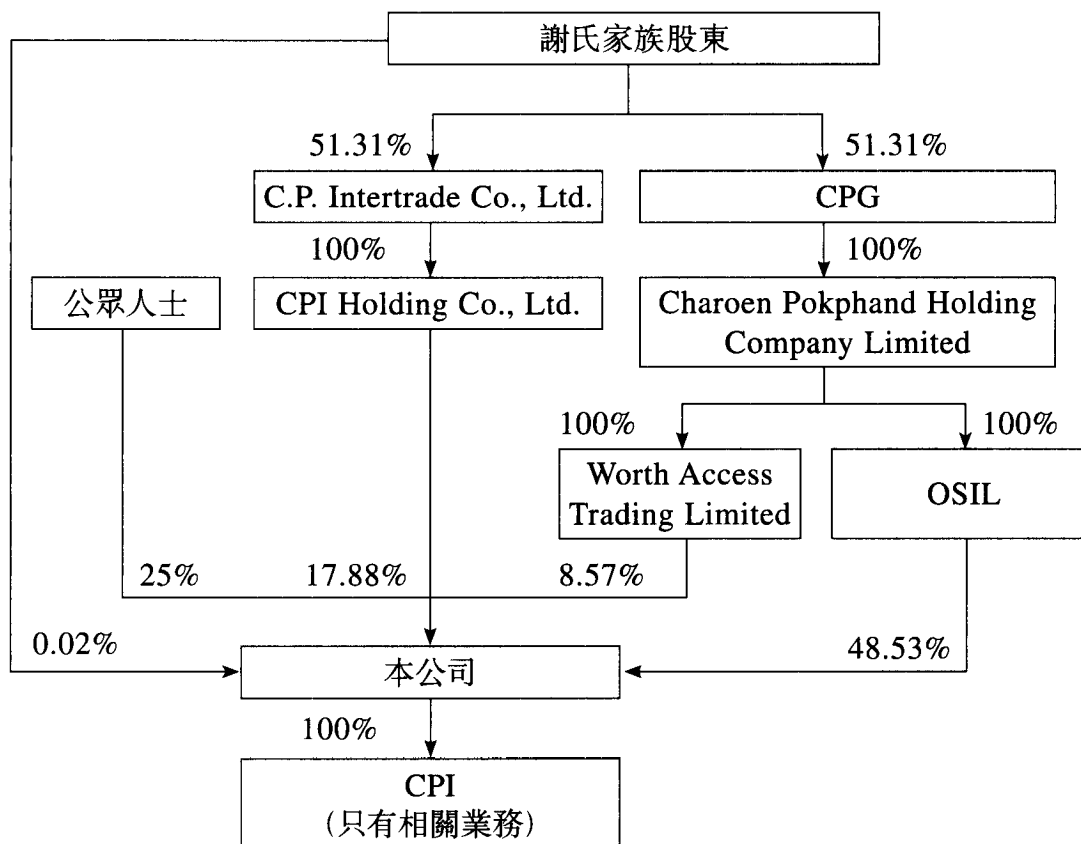 謝氏家族股東
51.31%
51.31%
C.P. Intertrade Co., Ltd.
CPG
100%
100%
公眾人士
CPI Holding Co., Ltd.
Charoen Pokphand Holding
Company Limited
100%
100%
Worth Access
Trading Limited
OSIL
25%
17.88%
8.57%
0.02%
48.53%
本公司
100%
CPI
(只有相關業務)